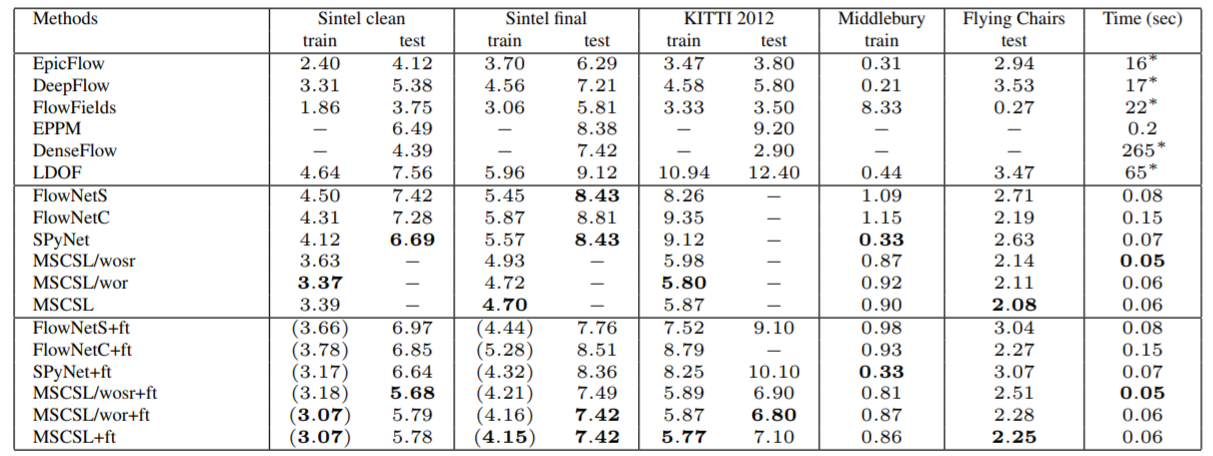 Methods Sintel clean Sintel final KITTI 2012 Middlebury Flying Chairs Time (sec)
train test train test train test train test
EpicFlow 2.40 4.12 3.70 6.29 3.47 3.80 0.31 2.94 16*
DeepFlow 3.31 5.38 4.56 7.21 4.58 5.80 0.21 3.53 17*
FlowFields 1.86 3.75 3.06 5.81 3.33 3.50 8.33 0.27 22*
EPPM – 6.49 – 8.38 – 9.20 – – 0.2
DenseFlow – 4.39 – 7.42 – 2.90 – – 265*
LDOF 4.64 7.56 5.96 9.12 10.94 12.40 0.44 3.47 65*
FlowNetS 4.50 7.42 5.45 8.43 8.26 – 1.09 2.71 0.08
FlowNetC 4.31 7.28 5.87 8.81 9.35 – 1.15 2.19 0.15
SPyNet 4.12 6.69 5.57 8.43 9.12 – 0.33 2.63 0.07
MSCSL/wosr 3.63 – 4.93 – 5.98 – 0.87 2.14 0.05
MSCSL/wor 3.37 – 4.72 – 5.80 – 0.92 2.11 0.06
MSCSL 3.39 – 4.70 – 5.87 – 0.90 2.08 0.06
FlowNetS+ft (3.66) 6.97 (4.44) 7.76 7.52 9.10 0.98 3.04 0.08
FlowNetC+ft (3.78) 6.85 (5.28) 8.51 8.79 – 0.93 2.27 0.15
SPyNet+ft (3.17) 6.64 (4.32) 8.36 8.25 10.10 0.33 3.07 0.07
MSCSL/wosr+ft (3.18) 5.68 (4.21) 7.49 5.89 6.90 0.81 2.51 0.05
MSCSL/wor+ft (3.07) 5.79 (4.16) 7.42 5.87 6.80 0.87 2.28 0.06
MSCSL+ft (3.07) 5.78 (4.15) 7.42 5.77 7.10 0.86 2.25 0.06